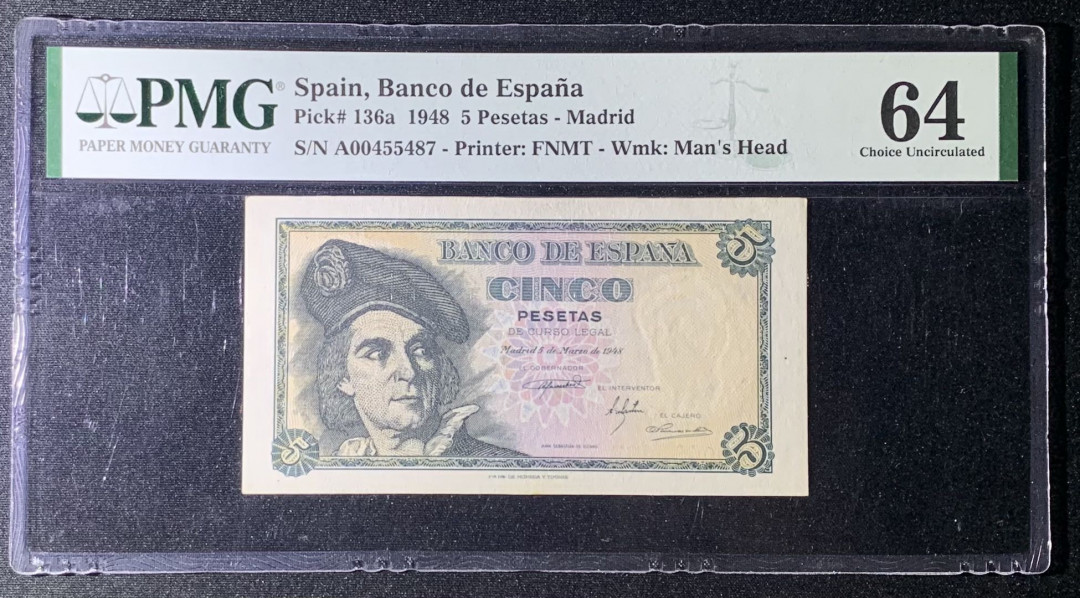 PMG®
PAPER MONEY GUARANTY
Spain, Banco de España
Pick# 136a 1948 5 Pesetas - Madrid
S/N A00455487 - Printer: FNMT - Wmk: Man's Head
64
Choice Uncirculated
BANCO DE ESPAÑA
5
CINCO
PESETAS
DE CURSO LEGAL
Madrid 5 de Marzo de 1948
EL GOBERNADOR
EL INTERVENTOR
EL CAJERO
5
5